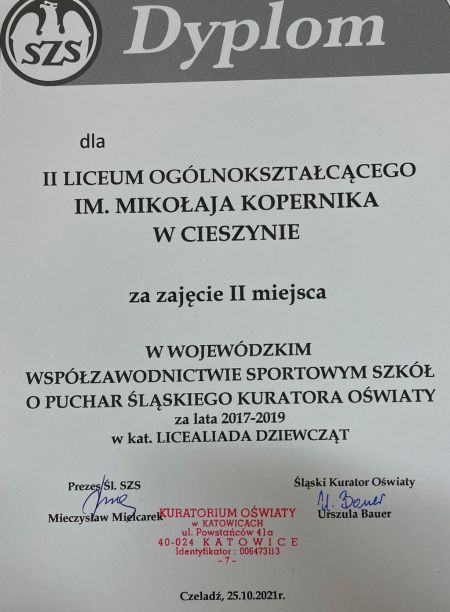 SZS
Dyplom
dla
II LICEUM OGÓLNOKSZTAŁCĄCEGO
IM. MIKOŁAJA KOPERNIKA
W CIESZYNIE
za zajęcie II miejsca
W WOJEWÓDZKIM
WSPÓŁZAWODNICTWIE SPORTOWYM SZKÓŁ
O PUCHAR ŚLĄSKIEGO KURATORA OŚWIATY
za lata 2017-2019
w kat. LICEALIADA DZIEWCZĄT
Prezes Śl. SZS
Mieczysław Mielcarek
Śląski Kurator Oświaty
U. Bauer
Urszula Bauer
KURATORIUM OŚWIATY
w KATOWICACH
ul. Powstańców 41a
40-024 KATOWICE
Identyfikator : 006473113
- 7 -
Czeladź, 25.10.2021r.